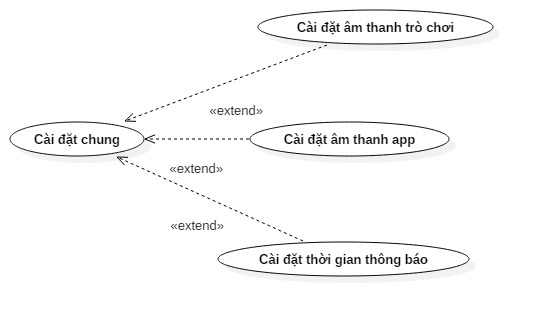 Cài đặt âm thanh trò chơi
«extend»
Cài đặt chung
Cài đặt âm thanh app
«extend»
«extend»
Cài đặt thời gian thông báo